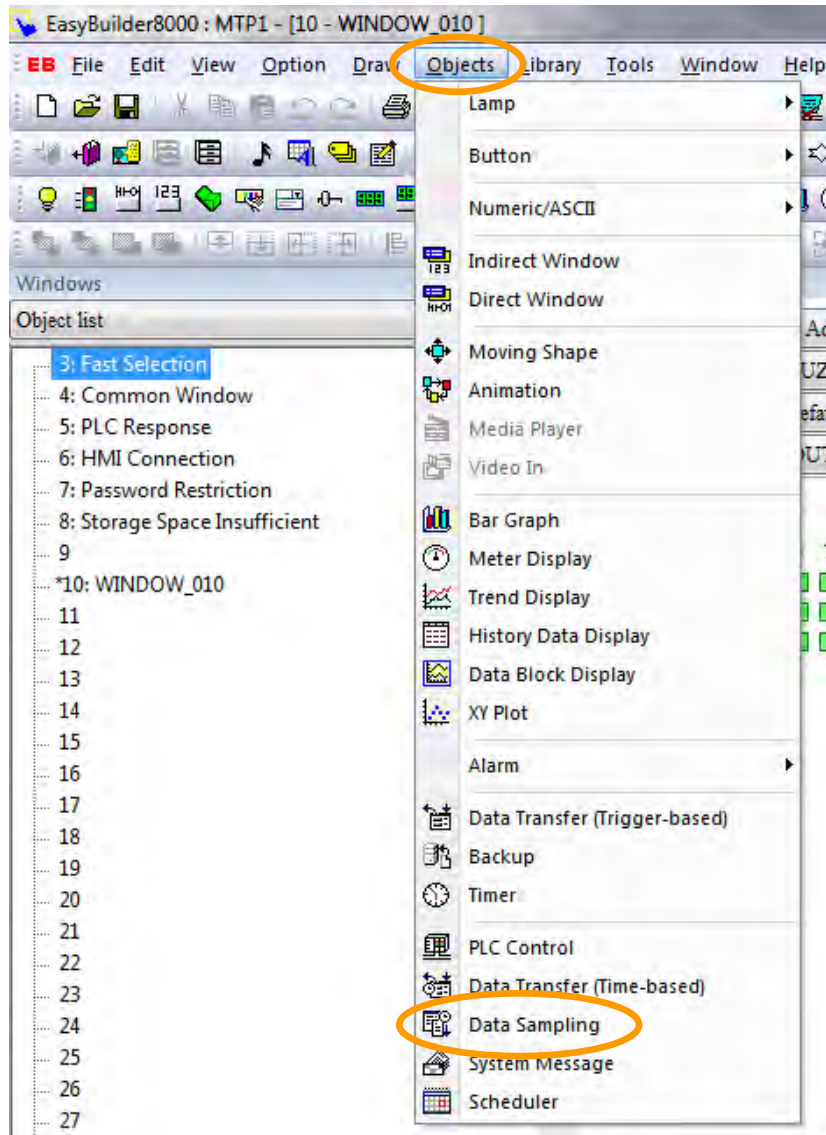 EasyBuilder8000 : MTP1 - [10 - WINDOW_010 ]
EB File Edit View Option Draw Objects Library Tools Window Help
Lamp
Button
Numeric/ASCII
Indirect Window
Direct Window
Moving Shape
Animation
Media Player
Video In
Bar Graph
Meter Display
Trend Display
History Data Display
Data Block Display
XY Plot
Alarm
Data Transfer (Trigger-based)
Backup
Timer
PLC Control
Data Transfer (Time-based)
Data Sampling
System Message
Scheduler
Windows
Object list
3: Fast Selection
4: Common Window
5: PLC Response
6: HMI Connection
7: Password Restriction
8: Storage Space Insufficient
9
*10: WINDOW_010
11
12
13
14
15
16
17
18
19
20
21
22
23
24
25
26
27